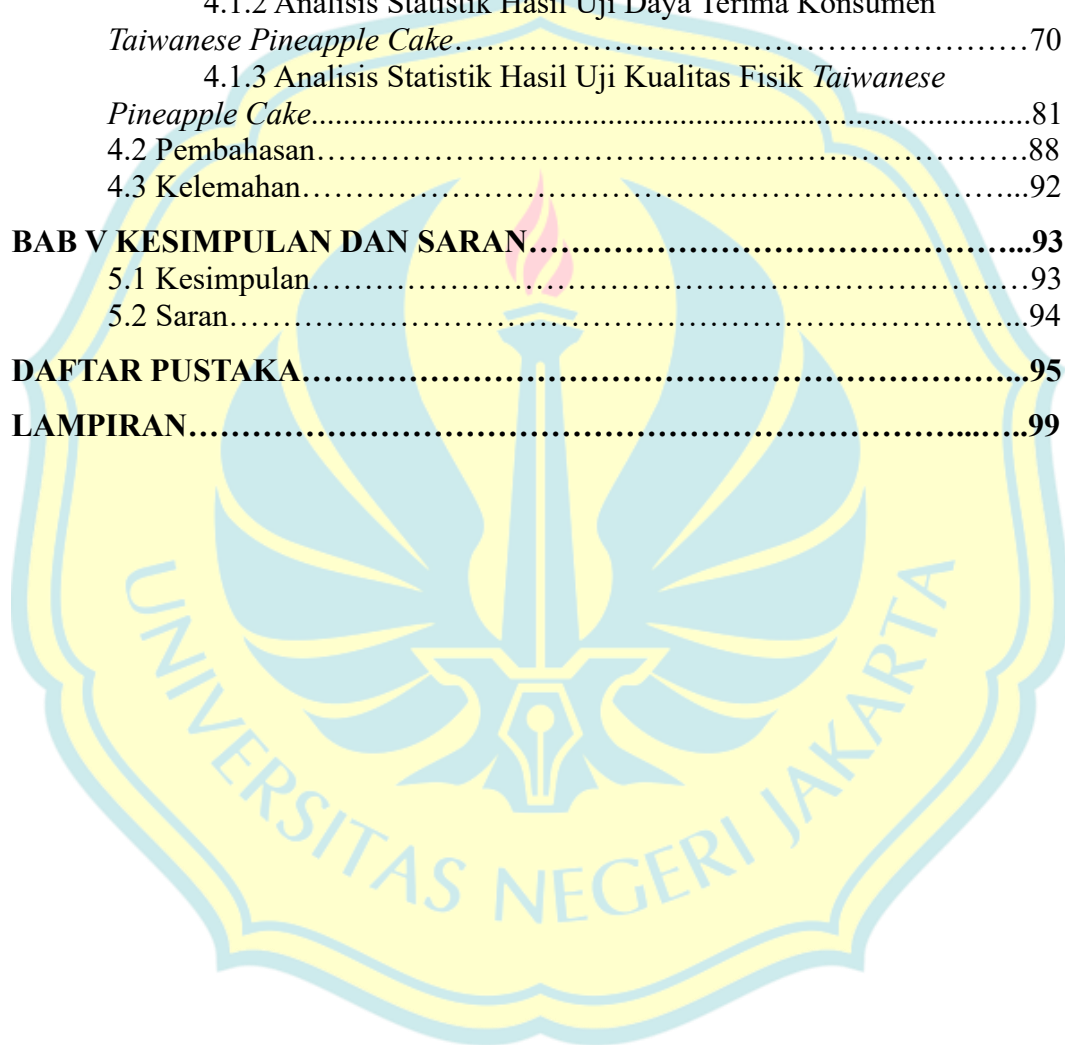 4.1.2 Analisis Statistik Hasil Uji Daya Terima Konsumen
Taiwanese Pineapple Cake……………………………………………70
4.1.3 Analisis Statistik Hasil Uji Kualitas Fisik Taiwanese
Pineapple Cake...........................................................................................81
4.2 Pembahasan……………………………………………………….88
4.3 Kelemahan………………………………………………………...92
BAB V KESIMPULAN DAN SARAN…………………………………...93
5.1 Kesimpulan………………………………………………………..…93
5.2 Saran……………………………………………………………...94
DAFTAR PUSTAKA……………………………………………………...95
LAMPIRAN…………………………………………………………....…..99
UNIVERSITAS NEGERI JAKARTA